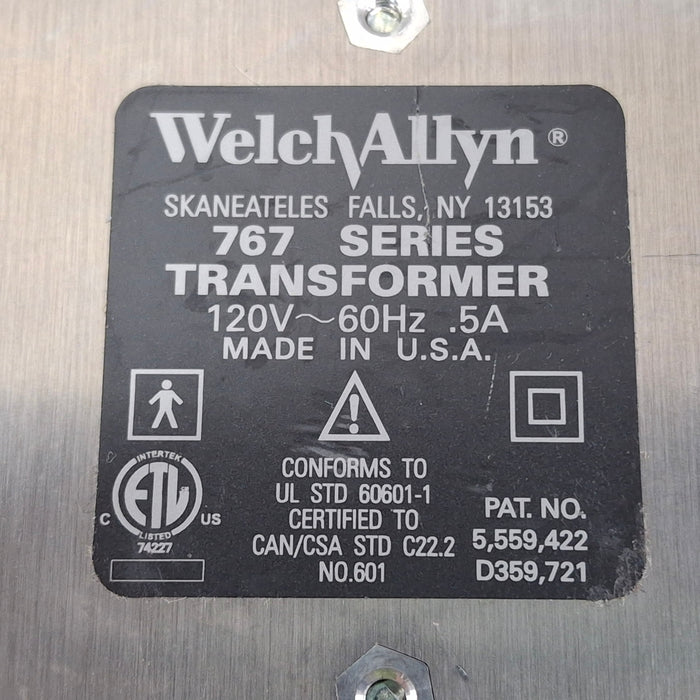 WelchAllyn®
SKANEATELES FALLS, NY 13153
767 SERIES
TRANSFORMER
120V～60Hz .5A
MADE IN U.S.A.
INTERTEK
ETL
C US
LISTED
74227
CONFORMS TO
UL STD 60601-1
CERTIFIED TO
CAN/CSA STD C22.2
NO.601
PAT. NO.
5,559,422
D359,721